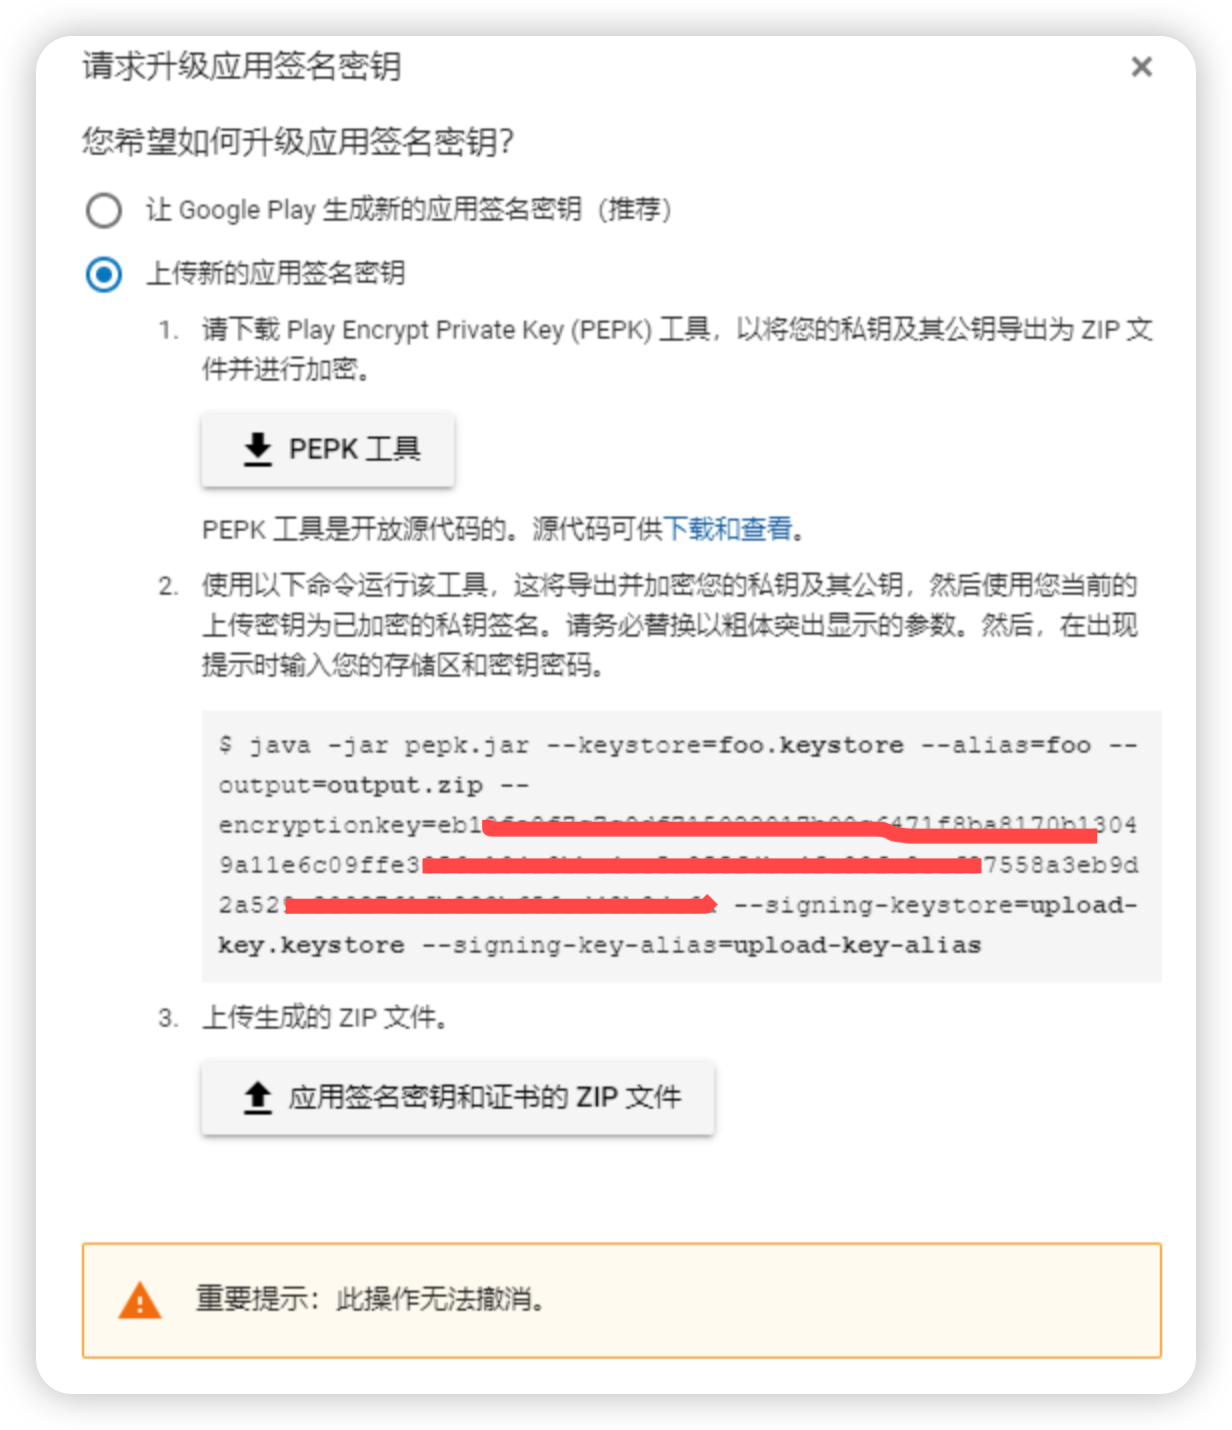 请求升级应用签名密钥
您希望如何升级应用签名密钥？
让 Google Play 生成新的应用签名密钥（推荐）
上传新的应用签名密钥
1. 请下载 Play Encrypt Private Key (PEPK) 工具，以将您的私钥及其公钥导出为 ZIP 文
件并进行加密。
PEPK 工具
PEPK 工具是开放源代码的。源代码可供下载和查看。
2. 使用以下命令运行该工具，这将导出并加密您的私钥及其公钥，然后使用您当前的
上传密钥为已加密的私钥签名。请务必替换以粗体突出显示的参数。然后，在出现
提示时输入您的存储区和密钥密码。
$ java -jar pepk.jar --keystore=foo.keystore --alias=foo --
output=output.zip --
encryptionkey=eb1 304
9a11e6c09ffe3 7558a3eb9d
2a52 --signing-keystore=upload-
key.keystore --signing-key-alias=upload-key-alias
3. 上传生成的 ZIP 文件。
应用签名密钥和证书的 ZIP 文件
重要提示：此操作无法撤消。